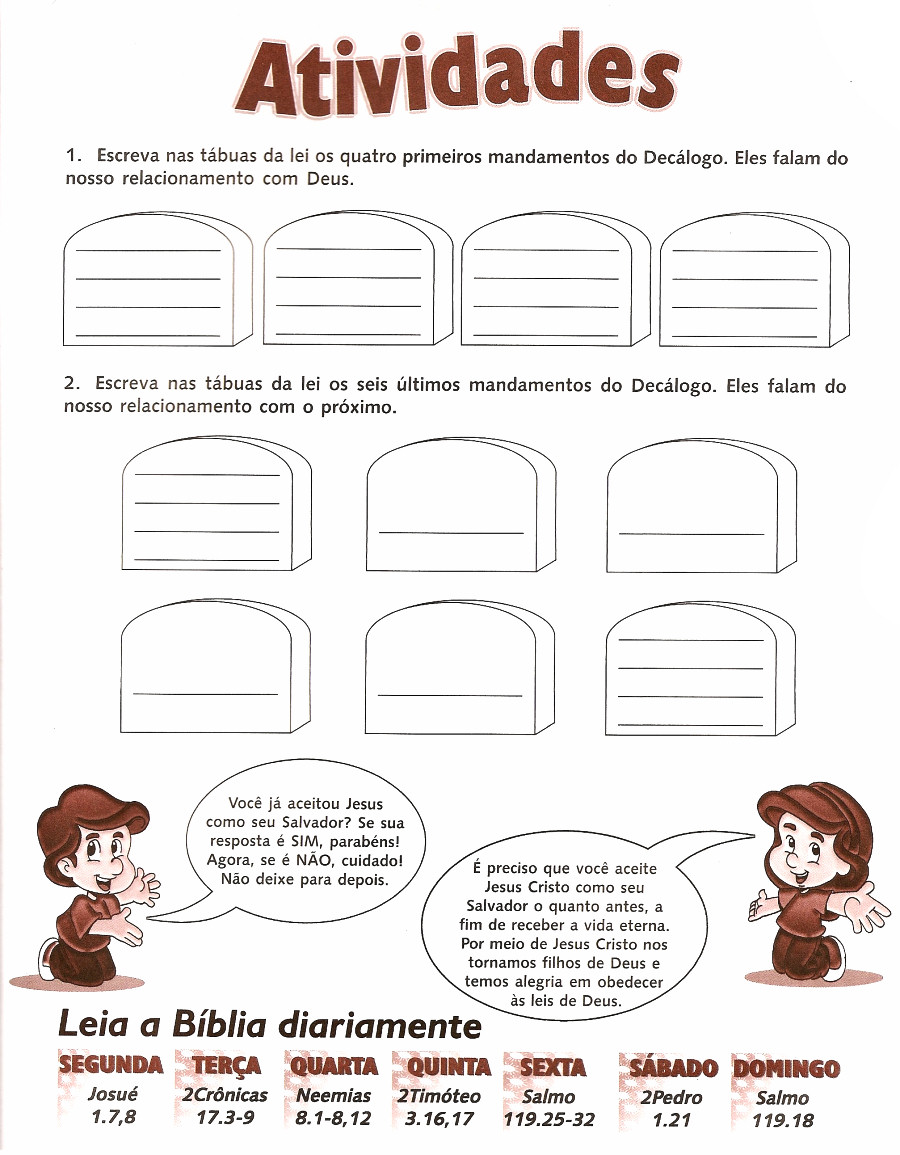 Atividades
1. Escreva nas tábuas da lei os quatro primeiros mandamentos do Decálogo. Eles falam do
nosso relacionamento com Deus.
2. Escreva nas tábuas da lei os seis últimos mandamentos do Decálogo. Eles falam do
nosso relacionamento com o próximo.
Você já aceitou Jesus
como seu Salvador? Se sua
resposta é SIM, parabéns!
Agora, se é NÃO, cuidado!
Não deixe para depois.
É preciso que você aceite
Jesus Cristo como seu
Salvador o quanto antes, a
fim de receber a vida eterna.
Por meio de Jesus Cristo nos
tornamos filhos de Deus e
temos alegria em obedecer
às leis de Deus.
Leia a Bíblia diariamente
SEGUNDA TERÇA QUARTA QUINTA SEXTA SÁBADO DOMINGO
Josué 2Crônicas Neemias 2Timóteo Salmo 2Pedro Salmo
1.7,8 17.3-9 8.1-8,12 3.16,17 119.25-32 1.21 119.18